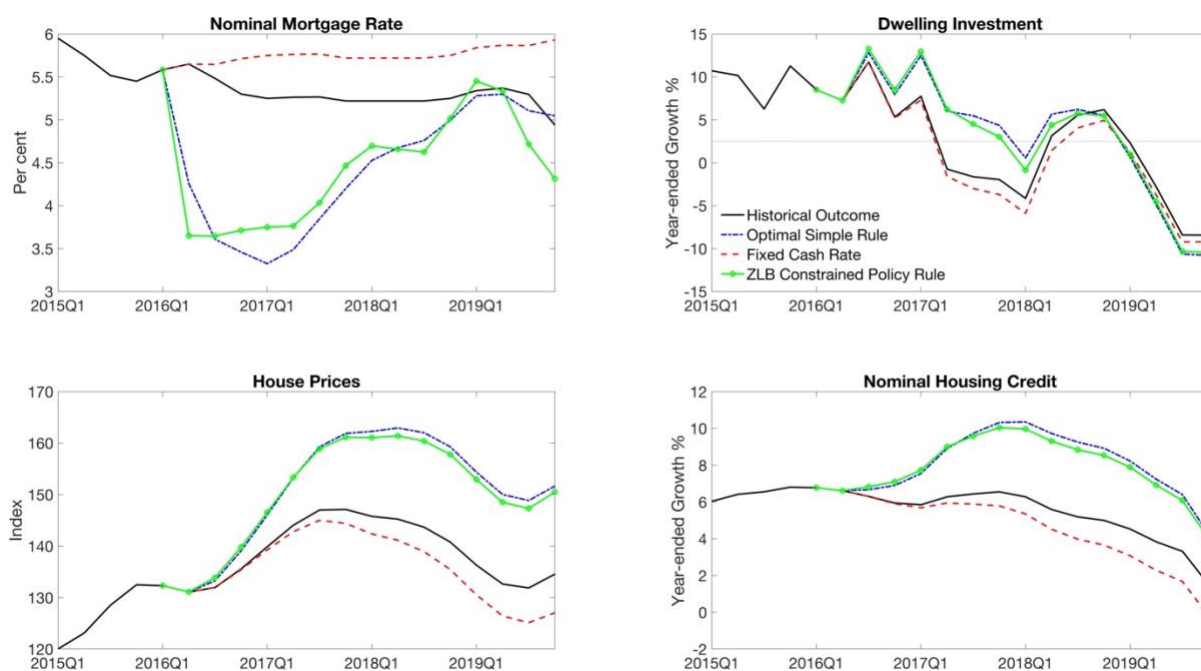 Nominal Mortgage Rate
Per cent
6
5.5
5
4.5
4
3.5
3
2015Q1 2016Q1 2017Q1 2018Q1 2019Q1
Dwelling Investment
Year-ended Growth %
15
10
5
0
-5
-10
-15
Historical Outcome
Optimal Simple Rule
Fixed Cash Rate
ZLB Constrained Policy Rule
2015Q1 2016Q1 2017Q1 2018Q1 2019Q1
House Prices
Index
170
160
150
140
130
120
2015Q1 2016Q1 2017Q1 2018Q1 2019Q1
Nominal Housing Credit
Year-ended Growth %
12
10
8
6
4
2
0
-2
2015Q1 2016Q1 2017Q1 2018Q1 2019Q1